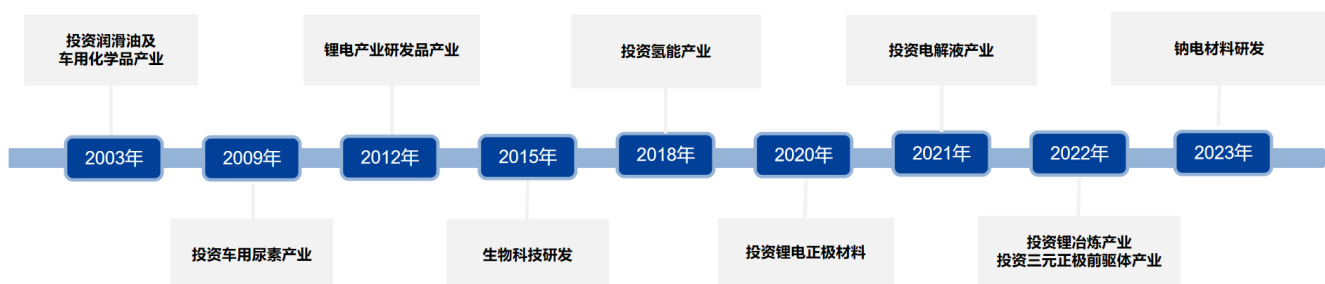 投资润滑油及
车用化学品产业
锂电产业研发品产业
投资氢能产业
投资电解液产业
钠电材料研发
2003年
2009年
2012年
2015年
2018年
2020年
2021年
2022年
2023年
投资车用尿素产业
生物科技研发
投资锂电正极材料
投资锂冶炼产业
投资三元正极前驱体产业